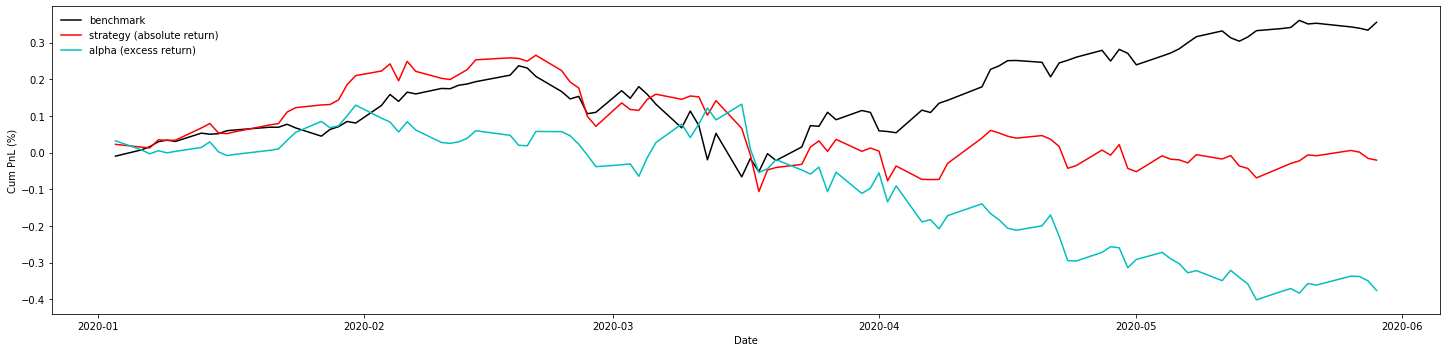 benchmark
strategy (absolute return)
alpha (excess return)
Cum PnL (%)
0.3
0.2
0.1
0.0
-0.1
-0.2
-0.3
-0.4
2020-01
2020-02
2020-03
2020-04
2020-05
2020-06
Date